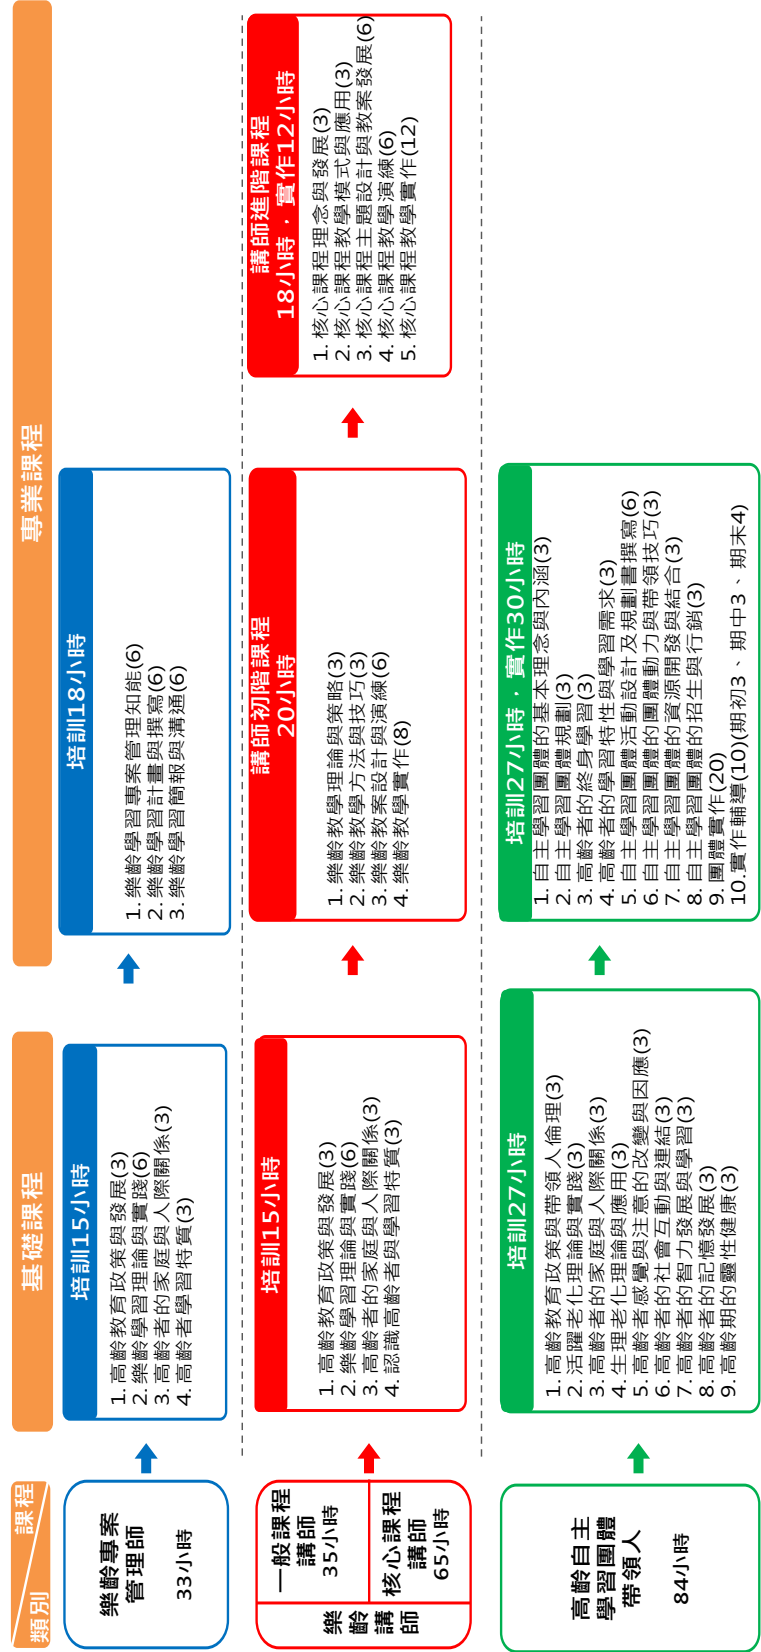 類別
課程
基礎課程
專業課程
樂齡專案
管理師
33小時
培訓15小時
1. 高齡教育政策與發展(3)
2. 樂齡學習理論與實踐(6)
3. 高齡者的家庭與人際關係(3)
4. 高齡者學習特質(3)
培訓18小時
1. 樂齡學習專案管理知能(6)
2. 樂齡學習計畫與撰寫(6)
3. 樂齡學習簡報與溝通(6)
樂齡講師
一般課程
講師
35小時
核心課程
講師
65小時
培訓15小時
1. 高齡教育政策與發展(3)
2. 樂齡學習理論與實踐(6)
3. 高齡者的家庭與人際關係(3)
4. 認識高齡者與學習特質(3)
講師初階課程
20小時
1. 樂齡教學理論與策略(3)
2. 樂齡教學方法與技巧(3)
3. 樂齡教案設計與演練(6)
4. 樂齡教學實作(8)
講師進階課程
18小時，實作12小時
1. 核心課程理念與發展(3)
2. 核心課程教學模式與應用(3)
3. 核心課程主題設計與教案發展(6)
4. 核心課程教學演練(6)
5. 核心課程教學實作(12)
高齡自主
學習團體
帶領人
84小時
培訓27小時
1. 高齡教育政策與帶領人倫理(3)
2. 活躍老化理論與實踐(3)
3. 高齡者的家庭與人際關係(3)
4. 生理老化理論與應用(3)
5. 高齡者感覺與注意的改變與因應(3)
6. 高齡者的社會互動與連結(3)
7. 高齡者的智力發展與學習(3)
8. 高齡者的記憶發展(3)
9. 高齡期的靈性健康(3)
培訓27小時，實作30小時
1. 自主學習團體的基本理念與內涵(3)
2. 自主學習團體規劃(3)
3. 高齡者的終身學習(3)
4. 高齡者的學習特性與學習需求(3)
5. 自主學習團體活動設計及規劃書撰寫(6)
6. 自主學習團體的團體動力與帶領技巧(3)
7. 自主學習團體的資源開發與結合(3)
8. 自主學習團體的招生與行銷(3)
9. 團體實作(20)
10.實作輔導(10)(期初3、期中3、期末4)